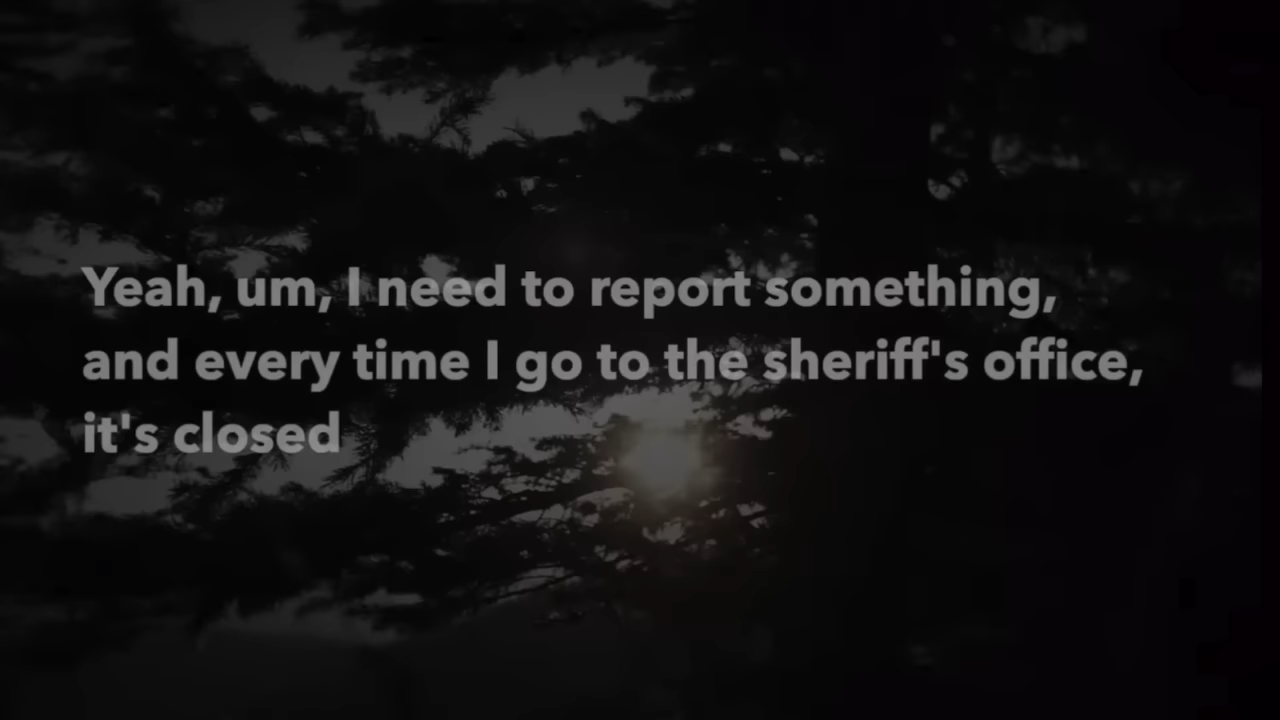 Yeah, um, I need to report something,
and every time I go to the sheriff's office,
it's closed